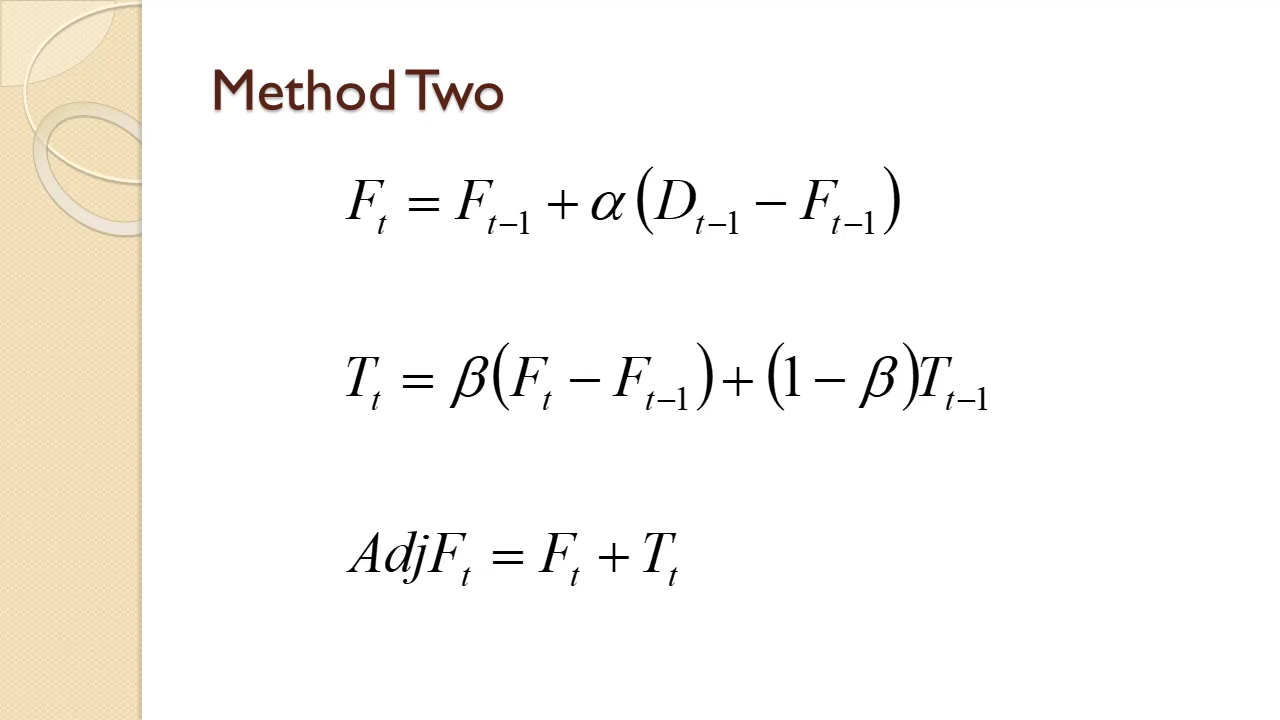 Method Two
F_t = F_{t−1} + α(D_{t−1} − F_{t−1})
T_t = β(F_t − F_{t−1}) + (1 − β)T_{t−1}
AdjF_t = F_t + T_t